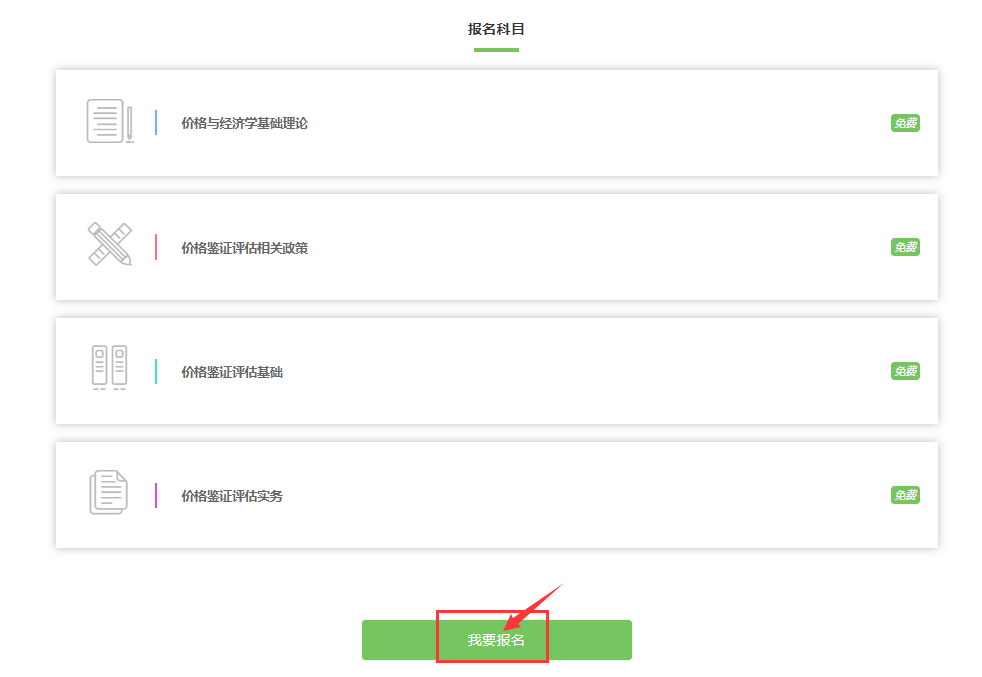 报名科目
价格与经济学基础理论
免费
价格鉴证评估相关政策
免费
价格鉴证评估基础
免费
价格鉴证评估实务
免费
我要报名